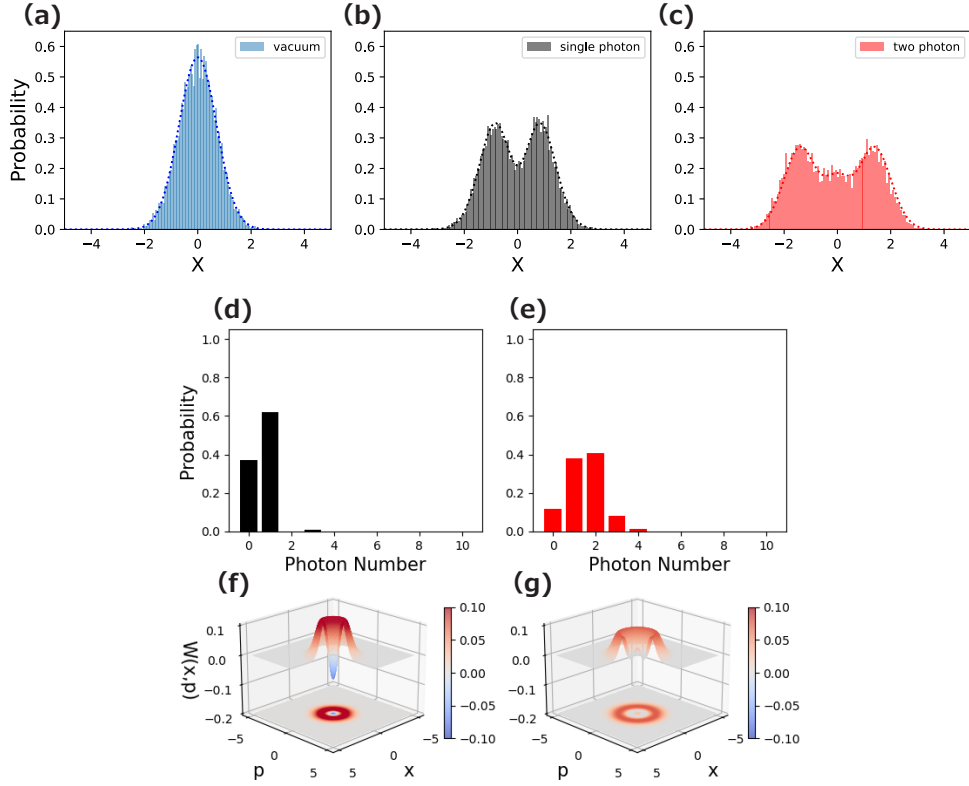 (a)
(b)
(c)
vacuum
single photon
two photon
Probability
0.6
0.5
0.4
0.3
0.2
0.1
0.0
0.6
0.5
0.4
0.3
0.2
0.1
0.0
0.6
0.5
0.4
0.3
0.2
0.1
0.0
−4 −2 0 2 4
−4 −2 0 2 4
−4 −2 0 2 4
X
X
X
(d)
(e)
Probability
1.0
0.8
0.6
0.4
0.2
0.0
1.0
0.8
0.6
0.4
0.2
0.0
0 2 4 6 8 10
0 2 4 6 8 10
Photon Number
Photon Number
(f)
(g)
W(x,p)
0.1
0.0
−0.1
−0.2
−5
0
5
p
5
0
−5
x
0.10
0.05
0.00
−0.05
−0.10
0.1
0.0
−0.1
−0.2
−5
0
5
p
5
0
−5
x
0.10
0.05
0.00
−0.05
−0.10